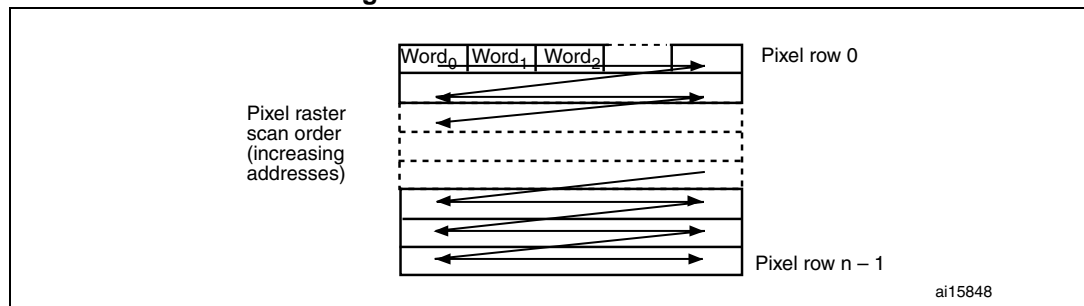 Word0 Word1 Word2
Pixel row 0
Pixel raster
scan order
(increasing
addresses)
Pixel row n – 1
ai15848